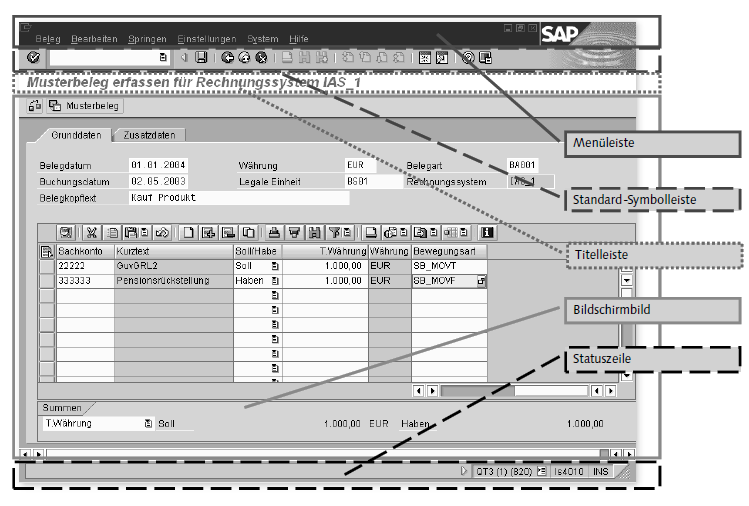 Beleg Bearbeiten Springen Einstellungen System Hilfe
SAP
Musterbeleg erfassen für Rechnungssystem IAS_1
Musterbeleg
Menüleiste
Grunddaten Zusatzdaten
Belegdatum 01.01.2004 Währung EUR Belegart BA001
Buchungsdatum 02.05.2003 Legale Einheit BS01 Rechnungssystem IAS_1
Belegkopftext Kauf Produkt
Standard-Symbolleiste
Sachkonto Kurztext Soll/Habe T.Währung Währung Bewegungsart
Titelleiste
22222 GuvGRL2 Soll 1.000,00 EUR SB_MOVT
333333 Pensionsrückstellung Haben 1.000,00 EUR SB_MOVF
Bildschirmbild
Statuszeile
Summen
T.Währung Soll 1.000,00 EUR Haben 1.000,00
QT3 (1) (820) ls4010 INS